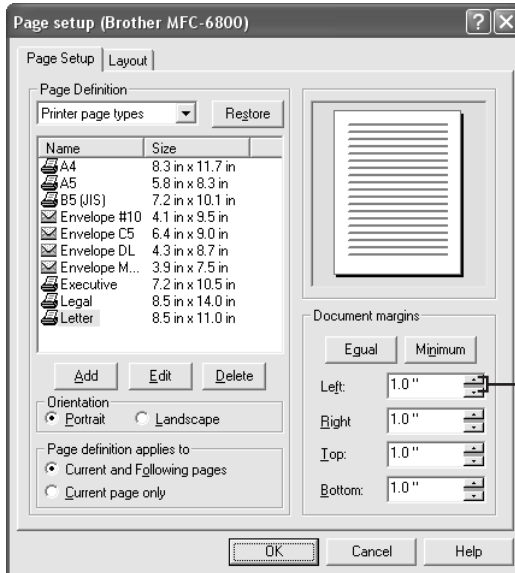 Page setup (Brother MFC-6800)
Page Setup
Layout
Page Definition
Printer page types
Restore
Name Size
A4 8.3 in x 11.7 in
A5 5.8 in x 8.3 in
B5 (JIS) 7.2 in x 10.1 in
Envelope #10 4.1 in x 9.5 in
Envelope C5 6.4 in x 9.0 in
Envelope DL 4.3 in x 8.7 in
Envelope M... 3.9 in x 7.5 in
Executive 7.2 in x 10.5 in
Legal 8.5 in x 14.0 in
Letter 8.5 in x 11.0 in
Add Edit Delete
Orientation
Portrait Landscape
Page definition applies to
Current and Following pages
Current page only
Document margins
Equal Minimum
Left: 1.0 "
Right 1.0 "
Top: 1.0 "
Bottom: 1.0 "
OK Cancel Help